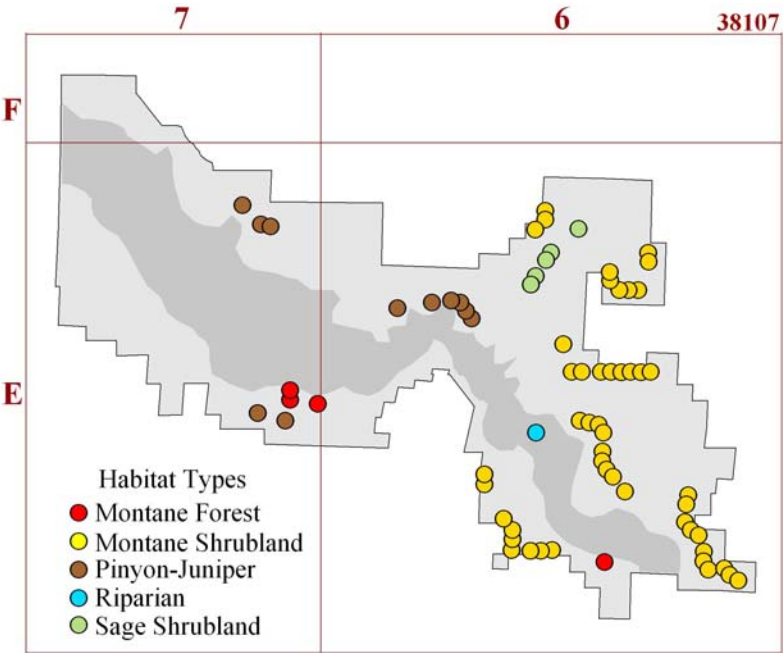 7 6 38107
F
E
Habitat Types
Montane Forest
Montane Shrubland
Pinyon-Juniper
Riparian
Sage Shrubland